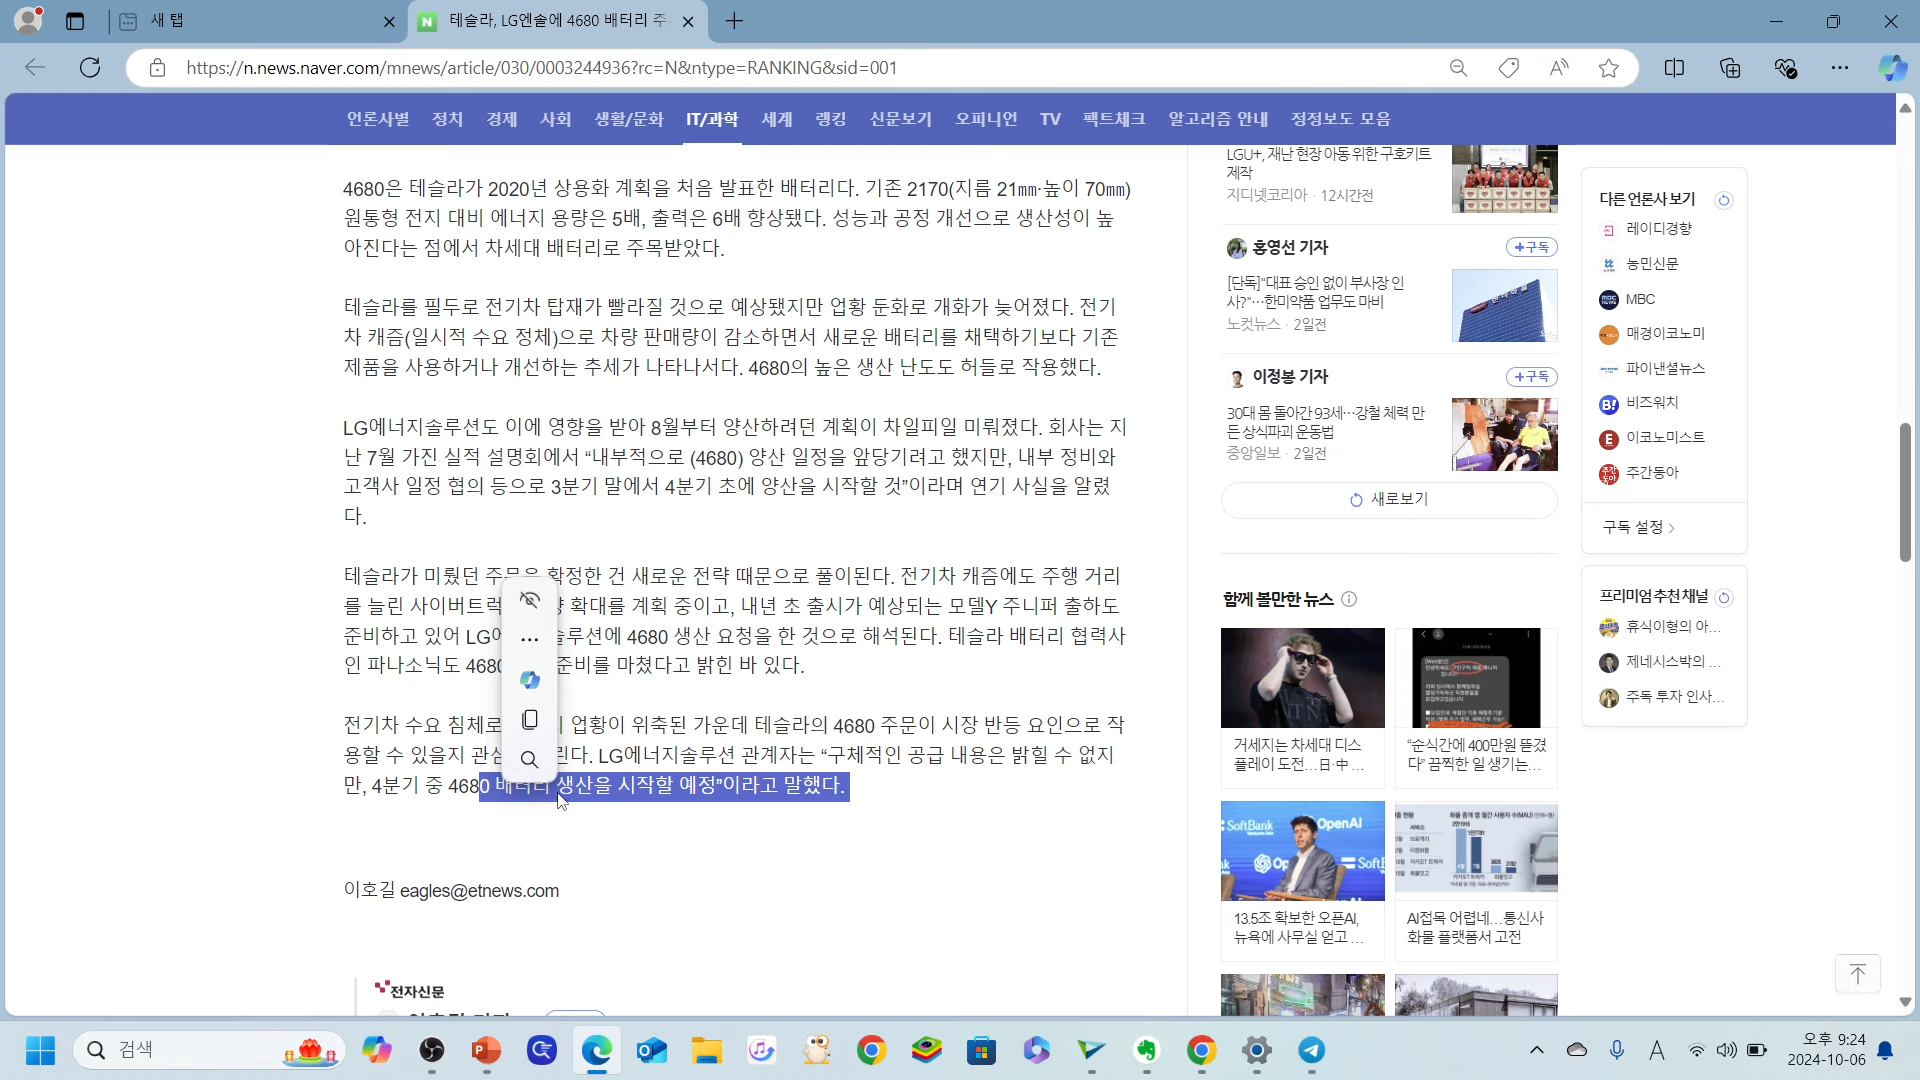 새 탭
테슬라, LG엔솔에 4680 배터리 주
https://n.news.naver.com/mnews/article/030/0003244936?rc=N&ntype=RANKING&sid=001
언론사별 정치 경제 사회 생활/문화 IT/과학 세계 랭킹 신문보기 오피니언 TV 팩트체크 알고리즘 안내 정정보도 모음
4680은 테슬라가 2020년 상용화 계획을 처음 발표한 배터리다. 기존 2170(지름 21㎜·높이 70㎜)
원통형 전지 대비 에너지 용량은 5배, 출력은 6배 향상됐다. 성능과 공정 개선으로 생산성이 높
아진다는 점에서 차세대 배터리로 주목받았다.
테슬라를 필두로 전기차 탑재가 빨라질 것으로 예상됐지만 업황 둔화로 개화가 늦어졌다. 전기
차 캐즘(일시적 수요 정체)으로 차량 판매량이 감소하면서 새로운 배터리를 채택하기보다 기존
제품을 사용하거나 개선하는 추세가 나타나서다. 4680의 높은 생산 난도도 허들로 작용했다.
LG에너지솔루션도 이에 영향을 받아 8월부터 양산하려던 계획이 차일피일 미뤄졌다. 회사는 지
난 7월 가진 실적 설명회에서 “내부적으로 (4680) 양산 일정을 앞당기려고 했지만, 내부 정비와
고객사 일정 협의 등으로 3분기 말에서 4분기 초에 양산을 시작할 것”이라며 연기 사실을 알렸
다.
테슬라가 미뤘던 주문을 확정한 건 새로운 전략 때문으로 풀이된다. 전기차 캐즘에도 주행 거리
를 늘린 사이버트럭 확대를 계획 중이고, 내년 초 출시가 예상되는 모델Y 주니퍼 출하도
준비하고 있어 LG 솔루션에 4680 생산 요청을 한 것으로 해석된다. 테슬라 배터리 협력사
인 파나소닉도 4680 준비를 마쳤다고 밝힌 바 있다.
전기차 수요 침체로 업황이 위축된 가운데 테슬라의 4680 주문이 시장 반등 요인으로 작
용할 수 있을지 관심 린다. LG에너지솔루션 관계자는 “구체적인 공급 내용은 밝힐 수 없지
만, 4분기 중 4680 배터리 생산을 시작할 예정”이라고 말했다.
이호길 eagles@etnews.com
전자신문
LGU+, 재난 현장 아동 위한 구호키트
제작
지디넷코리아 · 12시간전
홍영선 기자
+구독
[단독]"대표 승인 없이 부사장 인
사?"…한미약품 업무도 마비
노컷뉴스 · 2일전
이정봉 기자
+구독
30대 몸 돌아간 93세…강철 체력 만
든 상식파괴 운동법
중앙일보 · 2일전
새로보기
함께 볼만한 뉴스
거세지는 차세대 디스
플레이 도전…日·中 …
“순식간에 400만원 뜯겼
다” 끔찍한 일 생기는…
SoftBank
OpenAI
13.5조 확보한 오픈AI,
뉴욕에 사무실 얻고 …
AI접목 어렵네…통신사
화물 플랫폼서 고전
다른 언론사 보기
레이디경향
농민신문
MBC
매경이코노미
파이낸셜뉴스
비즈워치
이코노미스트
주간동아
구독 설정 >
프리미엄 추천 채널
휴식이형의 아…
제네시스박의 …
주독 투자 인사…
검색
오후 9:24
2024-10-06